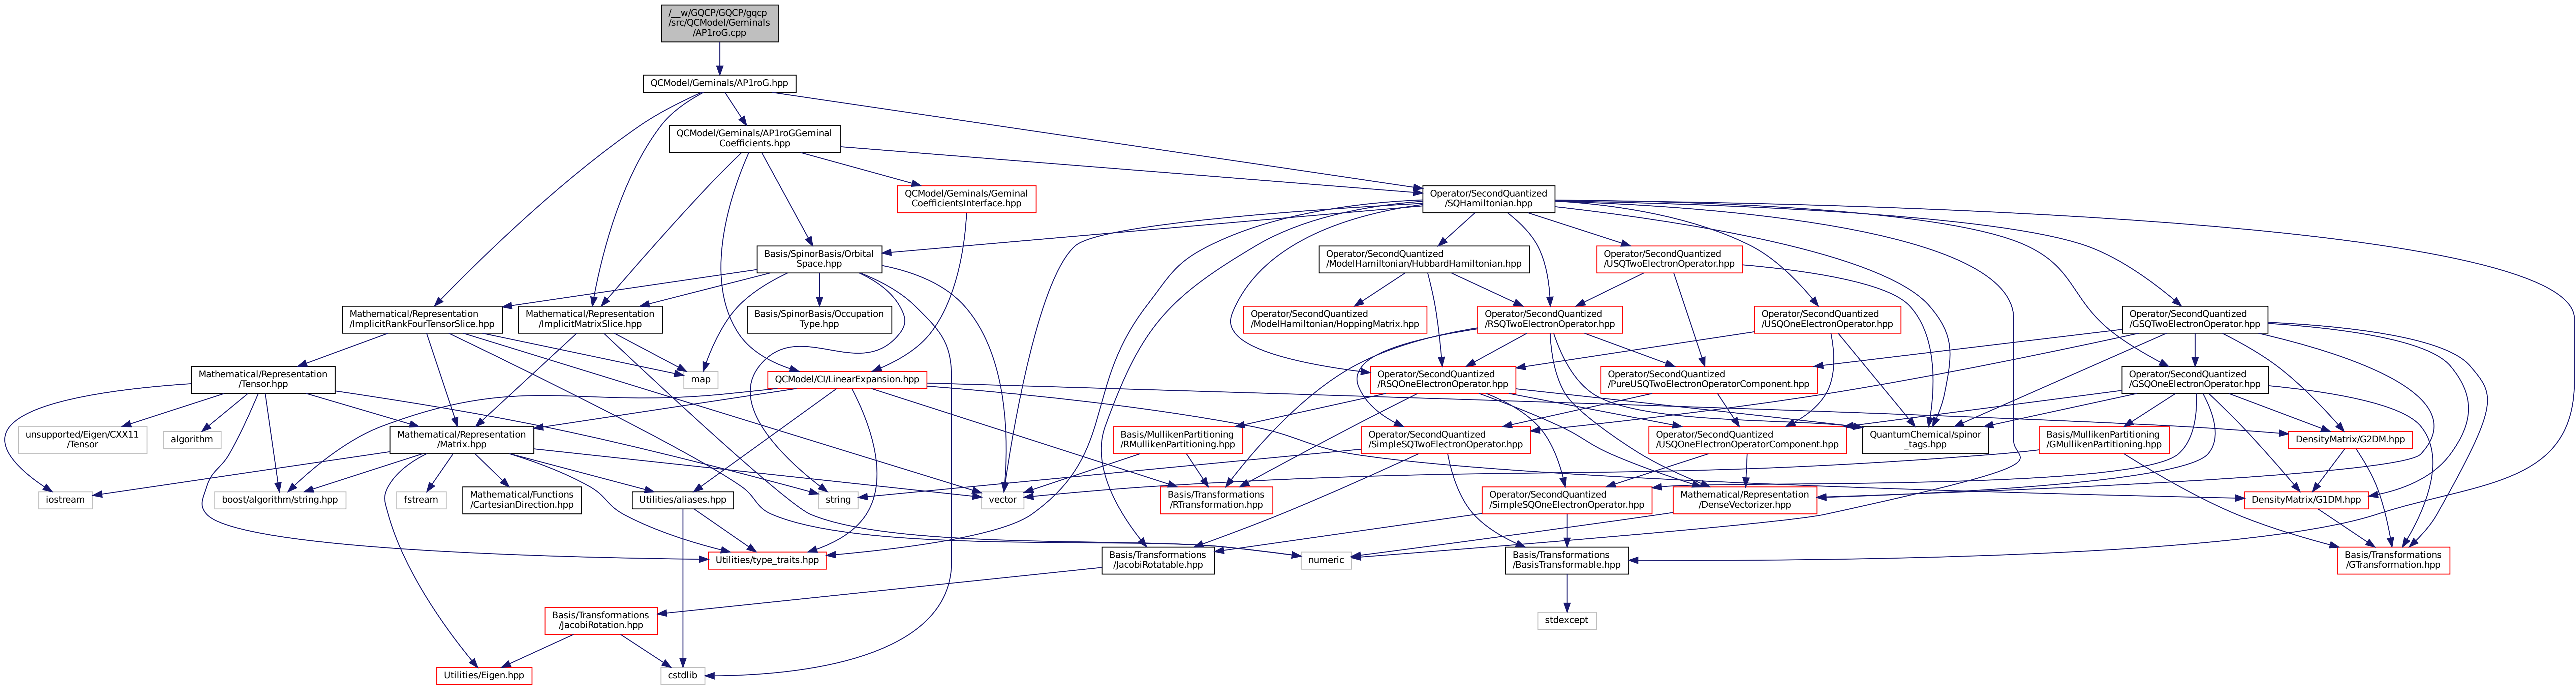 /__w/GQCP/GQCP/gqcp
/src/QCModel/Geminals
/AP1roG.cpp
QCModel/Geminals/AP1roG.hpp
QCModel/Geminals/AP1roGGeminal
Coefficients.hpp
QCModel/Geminals/Geminal
CoefficientsInterface.hpp
Operator/SecondQuantized
/SQHamiltonian.hpp
Basis/SpinorBasis/Orbital
Space.hpp
Operator/SecondQuantized
/ModelHamiltonian/HubbardHamiltonian.hpp
Operator/SecondQuantized
/USQTwoElectronOperator.hpp
Mathematical/Representation
/ImplicitRankFourTensorSlice.hpp
Mathematical/Representation
/ImplicitMatrixSlice.hpp
Basis/SpinorBasis/Occupation
Type.hpp
Operator/SecondQuantized
/ModelHamiltonian/HoppingMatrix.hpp
Operator/SecondQuantized
/RSQTwoElectronOperator.hpp
Operator/SecondQuantized
/USQOneElectronOperator.hpp
Operator/SecondQuantized
/GSQTwoElectronOperator.hpp
Mathematical/Representation
/Tensor.hpp
map
QCModel/CI/LinearExpansion.hpp
Operator/SecondQuantized
/RSQOneElectronOperator.hpp
Operator/SecondQuantized
/PureUSQTwoElectronOperatorComponent.hpp
Operator/SecondQuantized
/GSQOneElectronOperator.hpp
unsupported/Eigen/CXX11
/Tensor
algorithm
Mathematical/Representation
/Matrix.hpp
Basis/MullikenPartitioning
/RMullikenPartitioning.hpp
Operator/SecondQuantized
/SimpleSQTwoElectronOperator.hpp
Operator/SecondQuantized
/USQOneElectronOperatorComponent.hpp
QuantumChemical/spinor
_tags.hpp
Basis/MullikenPartitioning
/GMullikenPartitioning.hpp
DensityMatrix/G2DM.hpp
iostream
boost/algorithm/string.hpp
fstream
Mathematical/Functions
/CartesianDirection.hpp
Utilities/aliases.hpp
string
vector
Basis/Transformations
/RTransformation.hpp
Operator/SecondQuantized
/SimpleSQOneElectronOperator.hpp
Mathematical/Representation
/DenseVectorizer.hpp
DensityMatrix/G1DM.hpp
Utilities/type_traits.hpp
Basis/Transformations
/JacobiRotatable.hpp
numeric
Basis/Transformations
/BasisTransformable.hpp
Basis/Transformations
/GTransformation.hpp
Basis/Transformations
/JacobiRotation.hpp
stdexcept
Utilities/Eigen.hpp
cstdlib